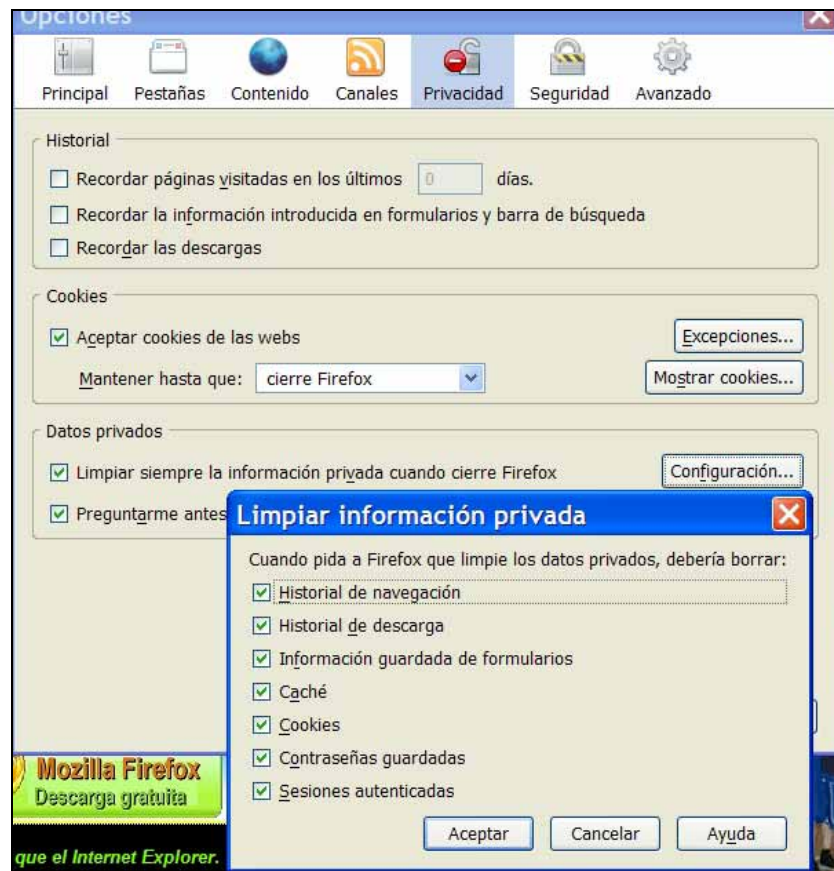 Opciones
Principal Pestañas Contenido Canales Privacidad Seguridad Avanzado
Historial
Recordar páginas visitadas en los últimos 0 días.
Recordar la información introducida en formularios y barra de búsqueda
Recordar las descargas
Cookies
Aceptar cookies de las webs Excepciones...
Mantener hasta que: cierre Firefox Mostrar cookies...
Datos privados
Limpiar siempre la información privada cuando cierre Firefox Configuración...
Preguntarme antes
Limpiar información privada
Cuando pida a Firefox que limpie los datos privados, debería borrar:
Historial de navegación
Historial de descarga
Información guardada de formularios
Caché
Cookies
Contraseñas guardadas
Sesiones autenticadas
Aceptar Cancelar Ayuda
Mozilla Firefox
Descarga gratuita
que el Internet Explorer.